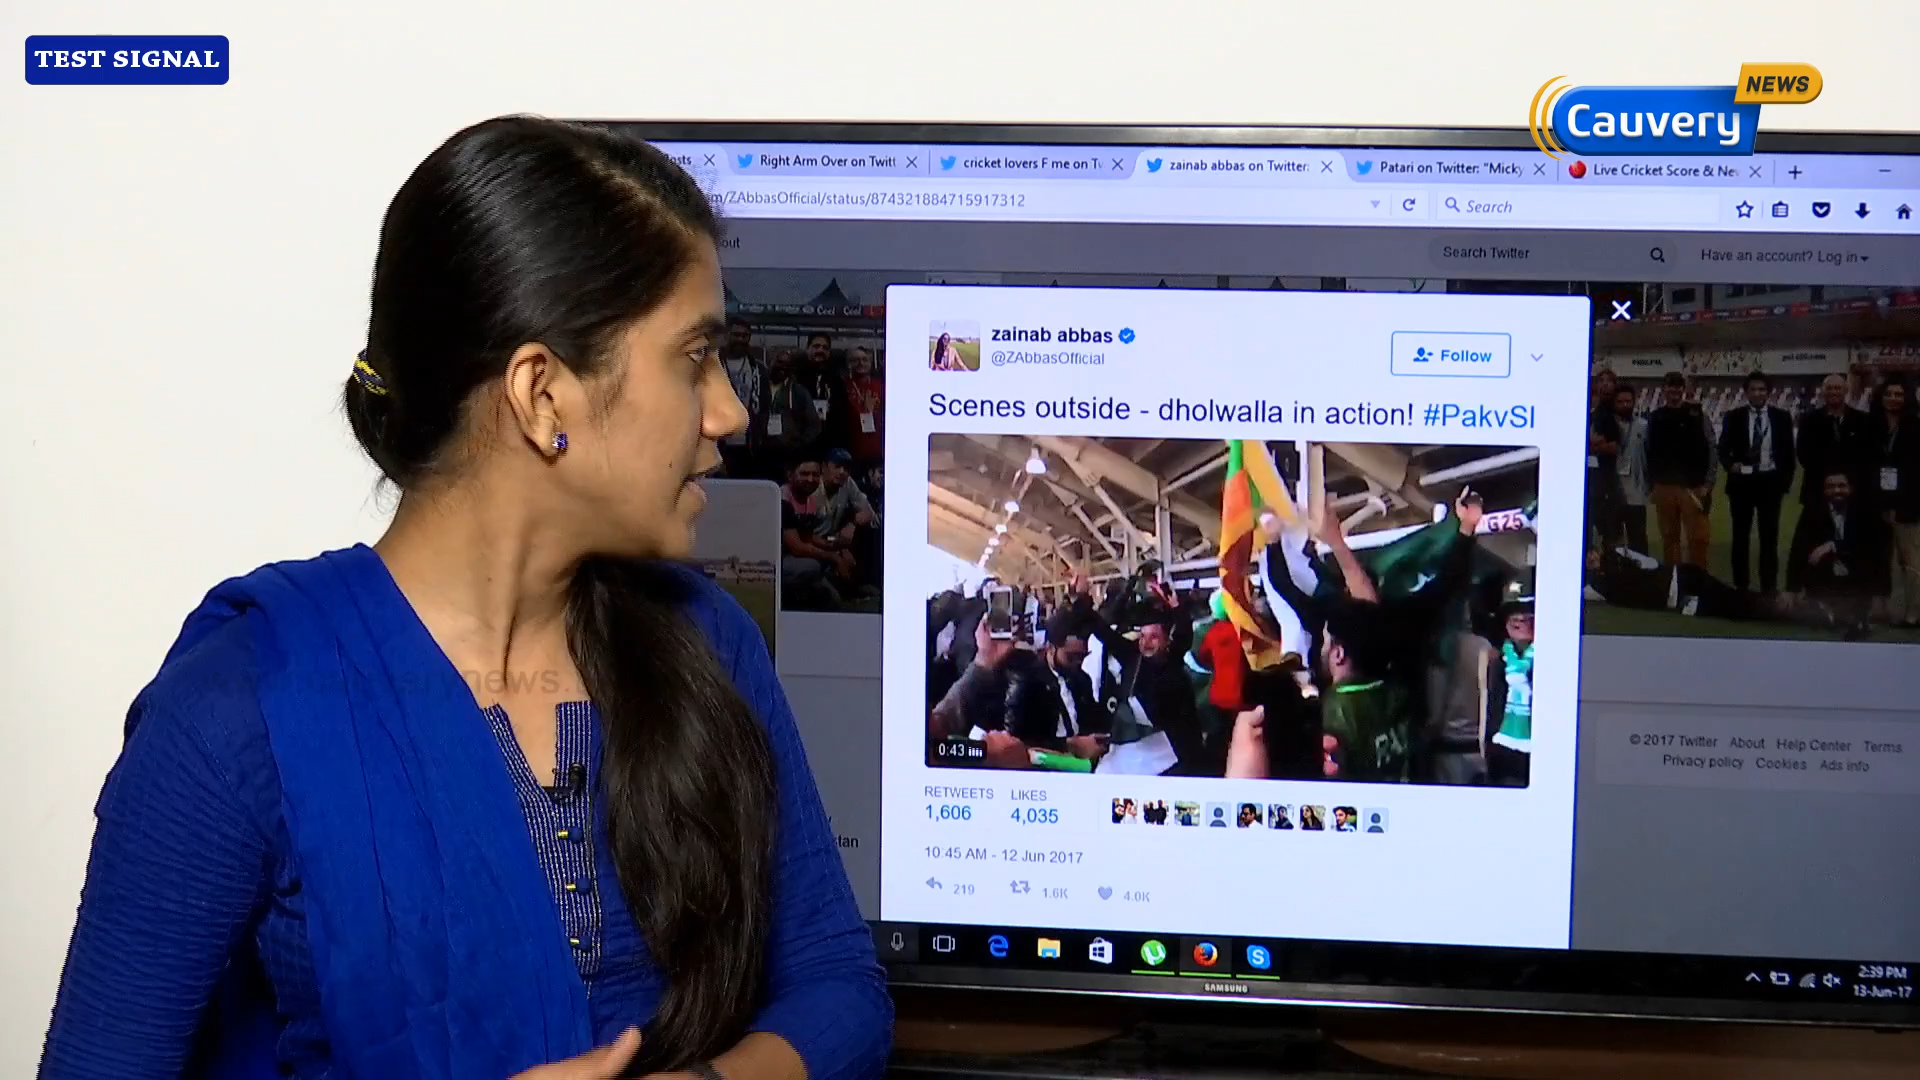 TEST SIGNAL
NEWS
Cauvery
Right Arm Over on Twitt
cricket lovers F me on Tw
zainab abbas on Twitter:
Patari on Twitter: "Micky
Live Cricket Score & Ne
/ZAbbasOfficial/status/874321884715917312
Search
out
Search Twitter
Have an account? Log in
zainab abbas
@ZAbbasOfficial
Follow
Scenes outside - dholwalla in action! #PakvSl
0:43
RETWEETS
1,606
LIKES
4,035
10:45 AM - 12 Jun 2017
219
1.6K
4.0K
© 2017 Twitter About Help Center Terms
Privacy policy Cookies Ads info
SAMSUNG
2:39 PM
13-Jun-17